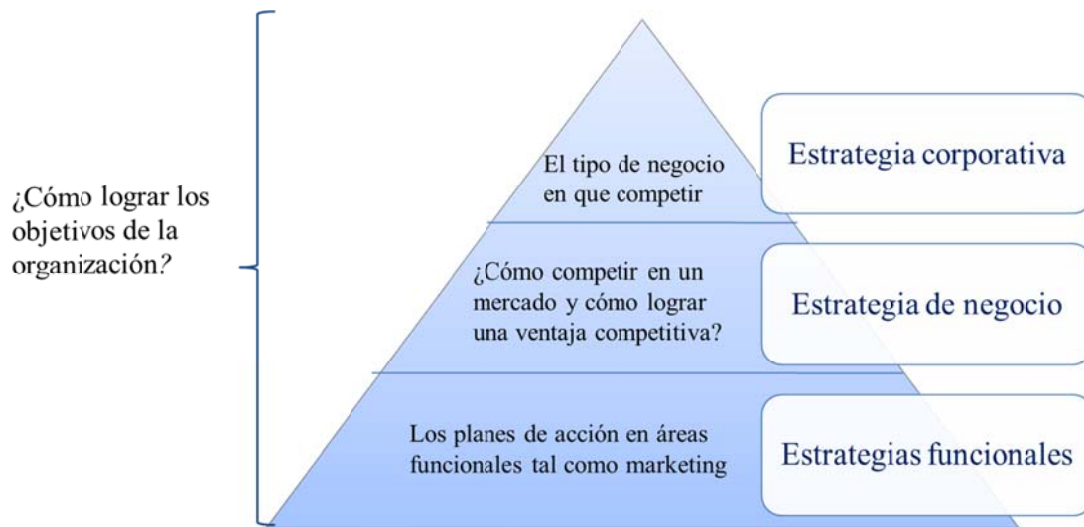 ¿Cómo lograr los
objetivos de la
organización?
El tipo de negocio
en que competir
Estrategia corporativa
¿Cómo competir en un
mercado y cómo lograr
una ventaja competitiva?
Estrategia de negocio
Los planes de acción en áreas
funcionales tal como marketing
Estrategias funcionales